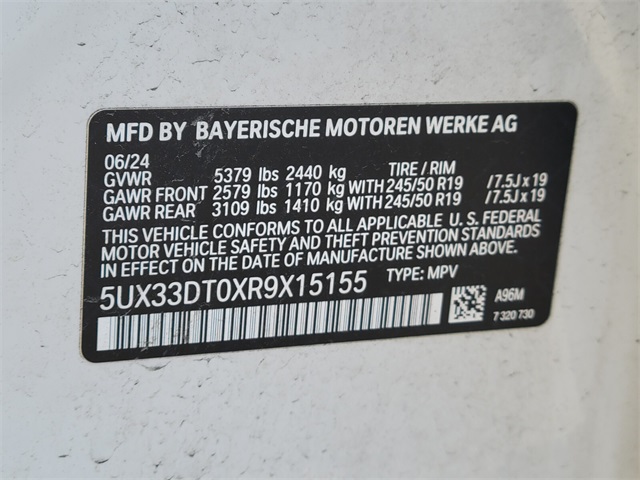 MFD BY BAYERISCHE MOTOREN WERKE AG
06/24
GVWR 5379 lbs 2440 kg TIRE / RIM
GAWR FRONT 2579 lbs 1170 kg WITH 245/50 R19 /7.5J x 19
GAWR REAR 3109 lbs 1410 kg WITH 245/50 R19 /7.5J x 19
THIS VEHICLE CONFORMS TO ALL APPLICABLE U. S. FEDERAL
MOTOR VEHICLE SAFETY AND THEFT PREVENTION STANDARDS
IN EFFECT ON THE DATE OF MANUFACTURE SHOWN ABOVE.
5UX33DT0XR9X15155 TYPE: MPV
A96M
7 320 730